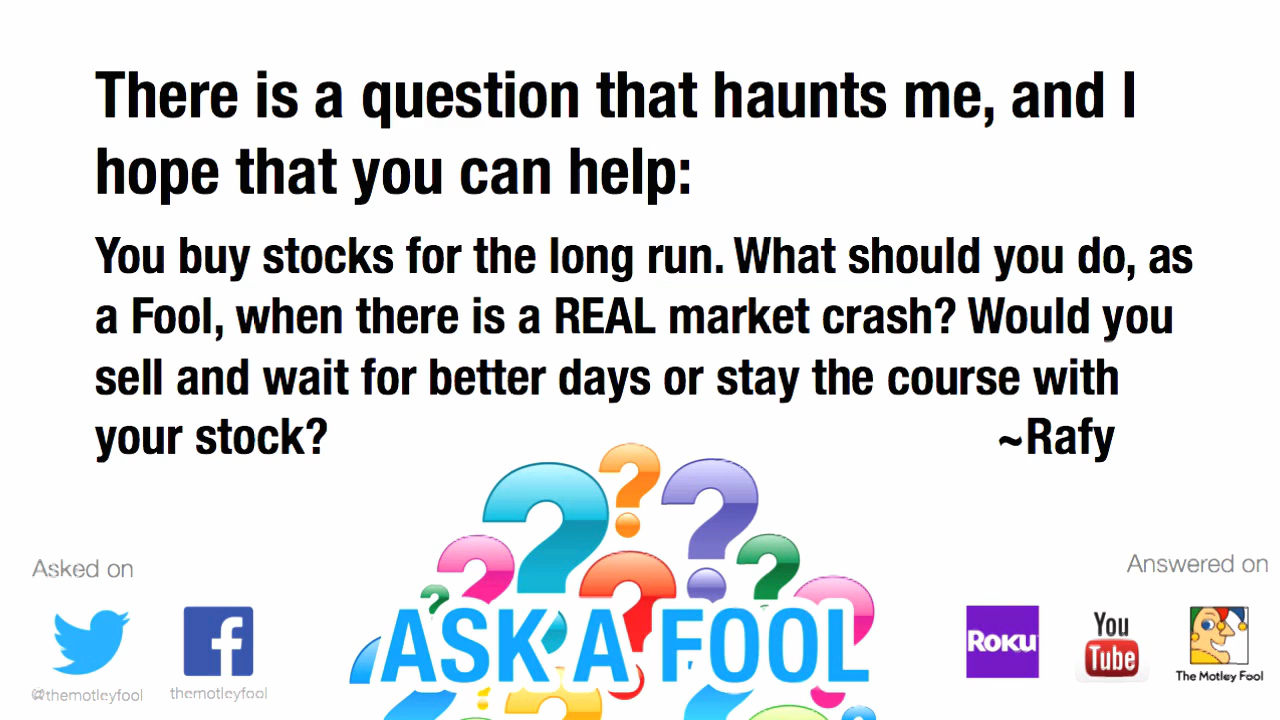 There is a question that haunts me, and I
hope that you can help:
You buy stocks for the long run. What should you do, as
a Fool, when there is a REAL market crash? Would you
sell and wait for better days or stay the course with
your stock? ~Rafy
Asked on
Answered on
ASK A FOOL
@themotleyfool
themotleyfool
ROKU
You
Tube
The Motley Fool